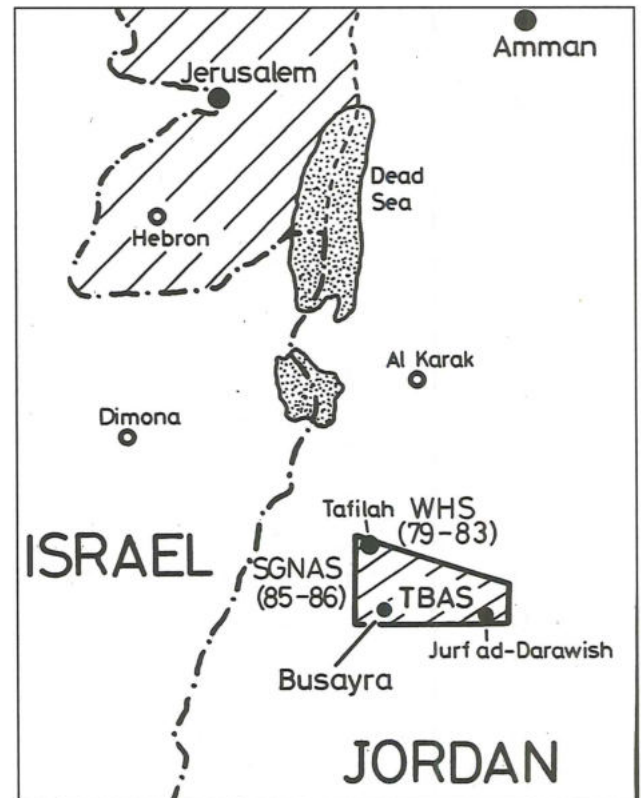 Amman
Jerusalem
Dead
Sea
Hebron
Al Karak
Dimona
Tafilah
WHS
(79-83)
ISRAEL
SGNAS
(85-86)
TBAS
Jurf ad-Darawish
Busayra
JORDAN